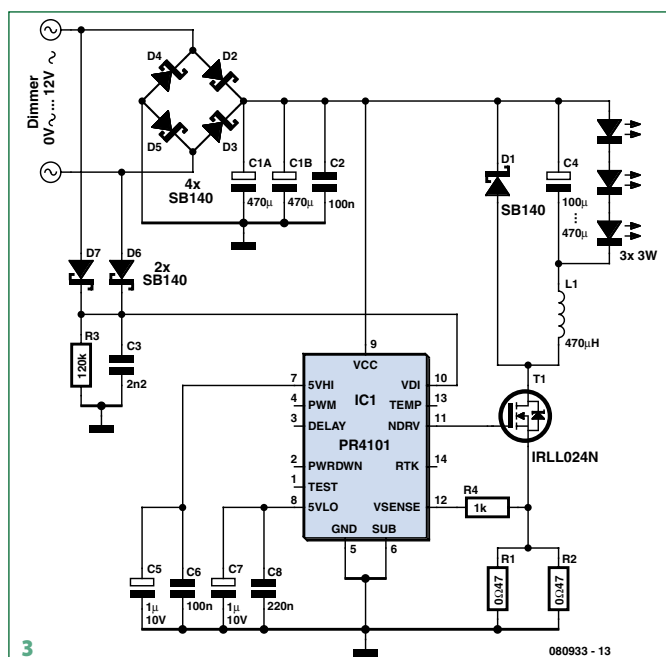 Dimmer
0V∿... 12V ∿
D4
D2
D5
D3
4x
SB140
C1A
470µ
C1B
470µ
C2
100n
D1
SB140
C4
100µ
470µ
3x 3W
L1
470µH
D7
D6
2x
SB140
R3
120k
C3
2n2
9
VCC
7
5VHI
VDI
10
4
PWM
IC1
TEMP
13
3
DELAY
NDRV
11
PR4101
2
PWRDWN
RTK
14
1
TEST
8
5VLO
VSENSE
12
GND
SUB
5
6
T1
IRLL024N
R4
1k
R1
0Ω47
R2
0Ω47
C5
1µ
10V
C6
100n
C7
1µ
10V
C8
220n
3
080933 - 13